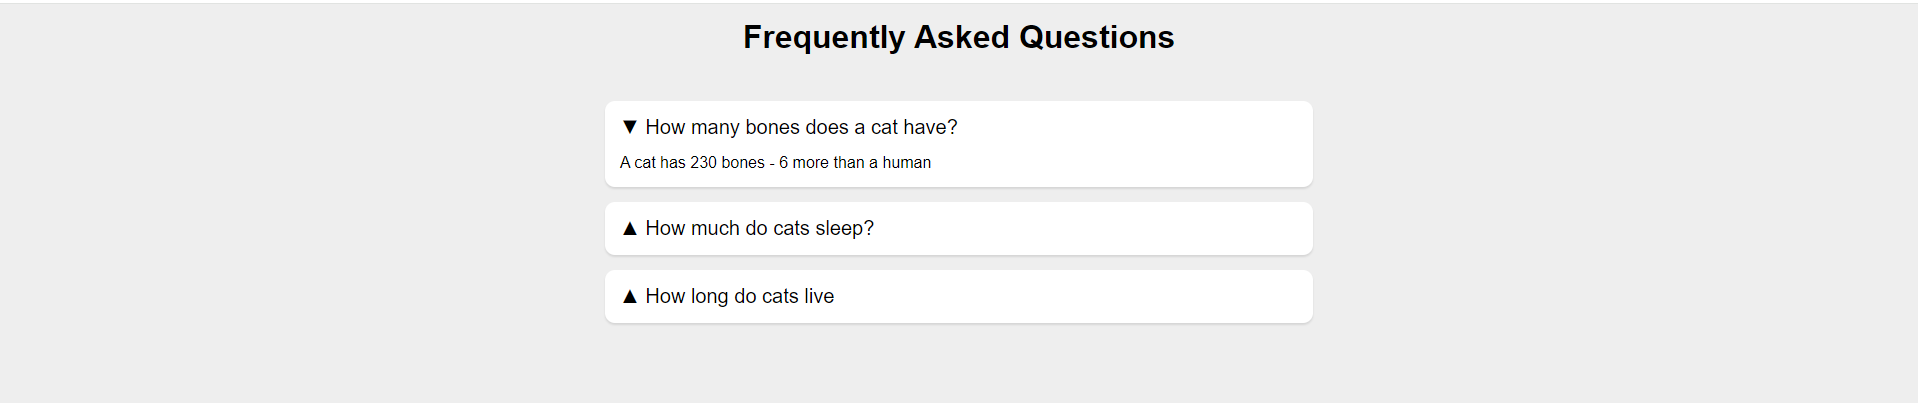 Frequently Asked Questions
▼ How many bones does a cat have?
A cat has 230 bones - 6 more than a human
▲ How much do cats sleep?
▲ How long do cats live